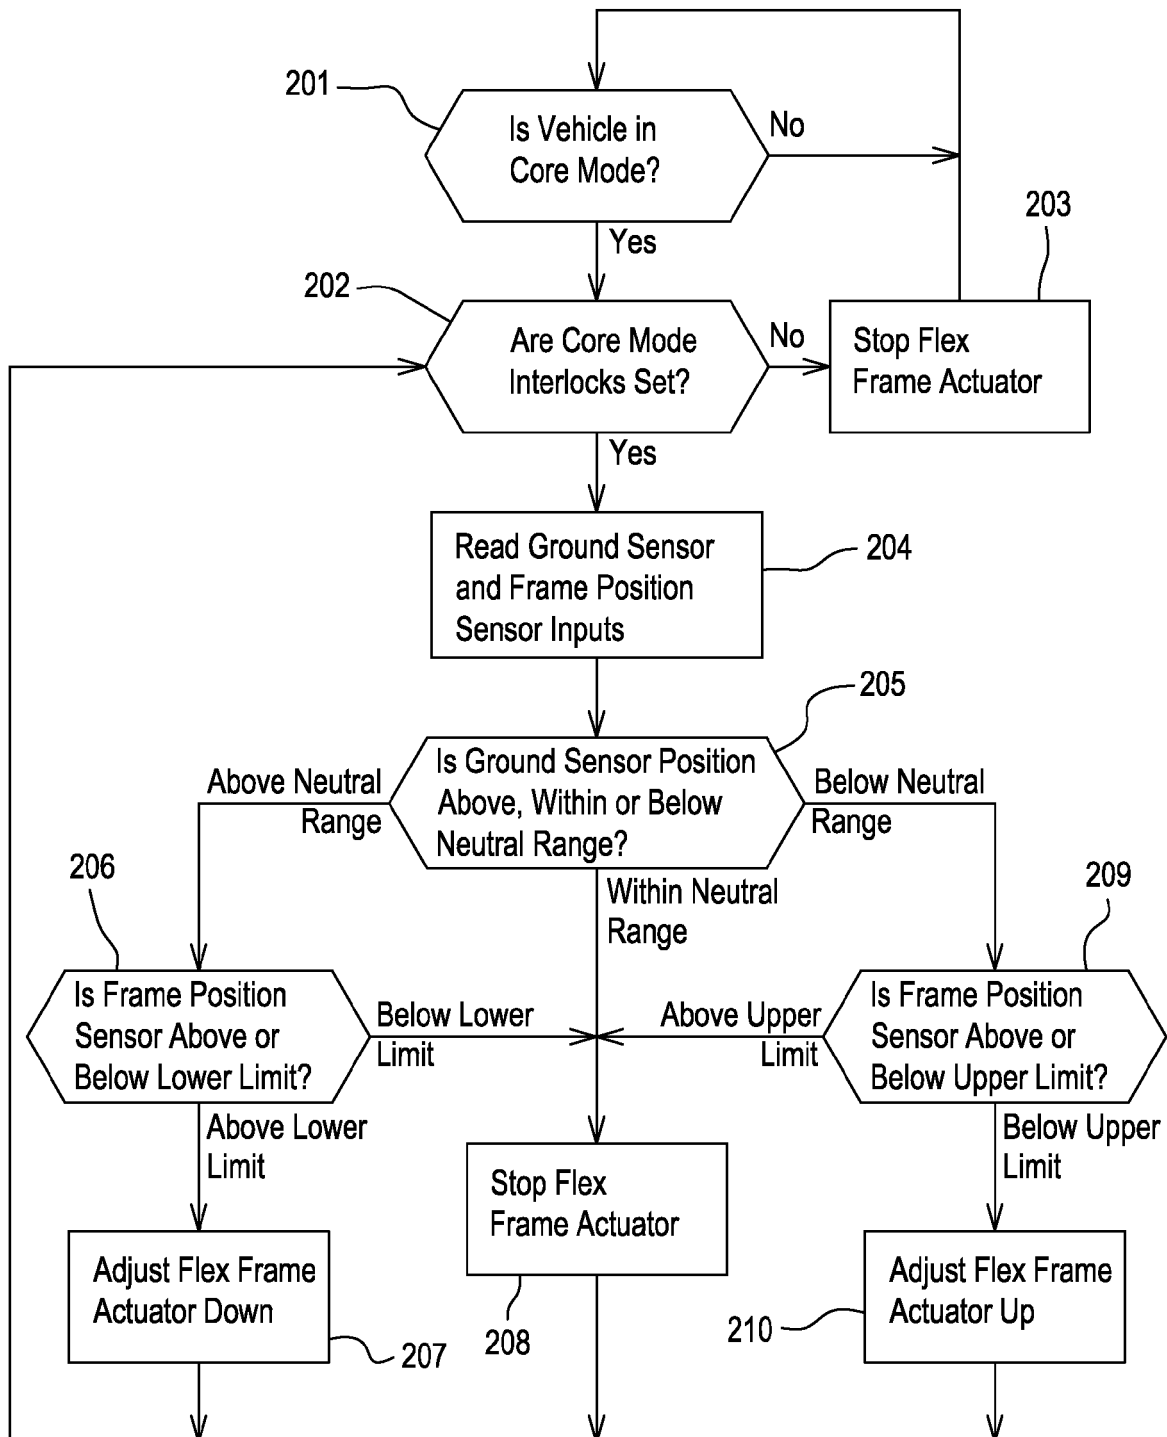 201
Is Vehicle in
Core Mode?
No
Yes
203
202
Are Core Mode
Interlocks Set?
No
Stop Flex
Frame Actuator
Yes
Read Ground Sensor
and Frame Position
Sensor Inputs
204
205
Is Ground Sensor Position
Above, Within or Below
Neutral Range?
Above Neutral
Range
Below Neutral
Range
Within Neutral
Range
206
Is Frame Position
Sensor Above or
Below Lower Limit?
Below Lower
Limit
Above Upper
Limit
209
Is Frame Position
Sensor Above or
Below Upper Limit?
Above Lower
Limit
Below Upper
Limit
Adjust Flex Frame
Actuator Down
207
Stop Flex
Frame Actuator
208
Adjust Flex Frame
Actuator Up
210